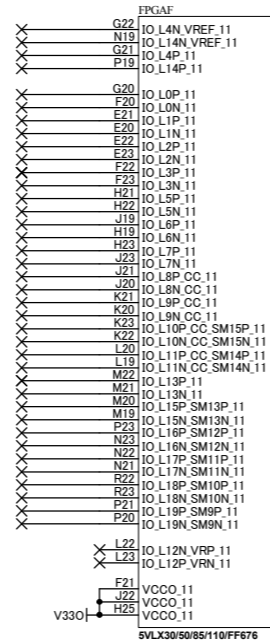 FPGAF
G22 IO_L4N_VREF_11
N19 IO_L14N_VREF_11
G21 IO_L4P_11
P19 IO_L14P_11
G20 IO_L0P_11
F20 IO_L0N_11
E21 IO_L1P_11
E20 IO_L1N_11
E22 IO_L2P_11
E23 IO_L2N_11
F22 IO_L3P_11
F23 IO_L3N_11
H21 IO_L5P_11
H22 IO_L5N_11
J19 IO_L6P_11
H19 IO_L6N_11
H23 IO_L7P_11
J23 IO_L7N_11
J21 IO_L8P_CC_11
J20 IO_L8N_CC_11
K21 IO_L9P_CC_11
K20 IO_L9N_CC_11
K23 IO_L10P_CC_SM15P_11
K22 IO_L10N_CC_SM15N_11
L20 IO_L11P_CC_SM14P_11
L19 IO_L11N_CC_SM14N_11
M22 IO_L13P_11
M21 IO_L13N_11
M20 IO_L15P_SM13P_11
M19 IO_L15N_SM13N_11
P23 IO_L16P_SM12P_11
N23 IO_L16N_SM12N_11
N22 IO_L17P_SM11P_11
N21 IO_L17N_SM11N_11
R22 IO_L18P_SM10P_11
R23 IO_L18N_SM10N_11
P21 IO_L19P_SM9P_11
P20 IO_L19N_SM9N_11
L22 IO_L12N_VRP_11
L23 IO_L12P_VRN_11
F21 VCCO_11
J22 VCCO_11
V33O H25 VCCO_11
5VLX30/50/85/110/FF676